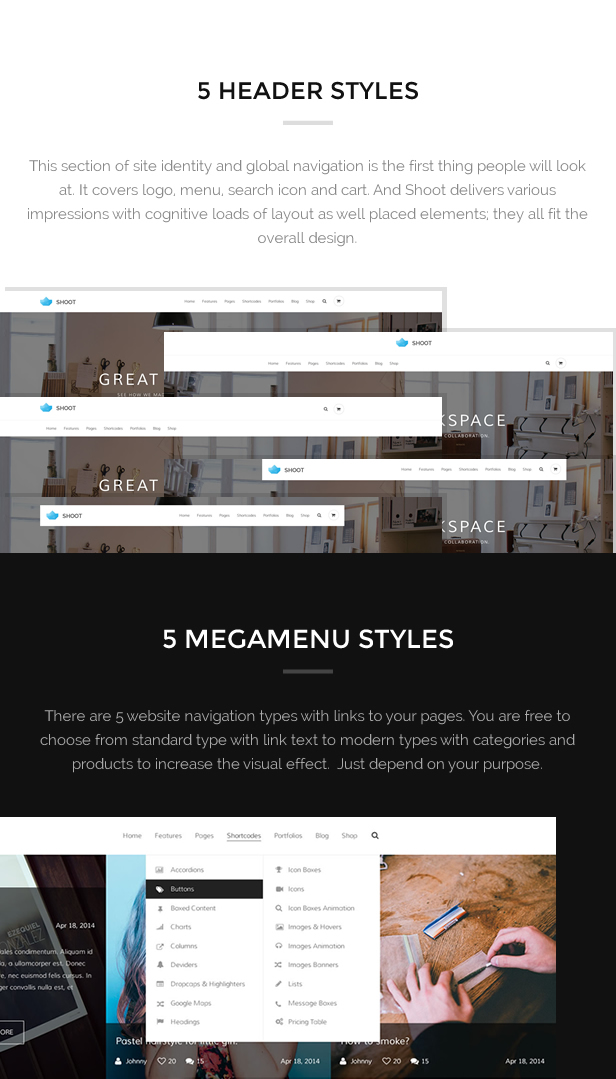 5 HEADER STYLES
This section of site identity and global navigation is the first thing people will look
at. It covers logo, menu, search icon and cart. And Shoot delivers various
impressions with cognitive loads of layout as well placed elements; they all fit the
overall design.
SHOOT
Home Features Pages Shortcodes Portfolios Blog Shop
GREAT
SEE HOW WE MA
SHOOT
Home Features Pages Shortcodes Portfolios Blog Shop
KSPACE
COLLABORATION.
SHOOT
Home Features Pages Shortcodes Portfolios Blog Shop
GREAT
SHOOT
Home Features Pages Shortcodes Portfolios Blog Shop
KSPACE
COLLABORATION.
SHOOT
Home Features Pages Shortcodes Portfolios Blog Shop
5 MEGAMENU STYLES
There are 5 website navigation types with links to your pages. You are free to
choose from standard type with link text to modern types with categories and
products to increase the visual effect. Just depend on your purpose.
Home Features Pages Shortcodes Portfolios Blog Shop
Accordions
Buttons
Boxed Content
Charts
Columns
Deviders
Dropcaps & Highlighters
Google Maps
Headings
Icon Boxes
Icons
Icon Boxes Animation
Images & Hovers
Images Animation
Images Banners
Lists
Message Boxes
Pricing Table
EZEQUIEL
Apr 18, 2014
ales condimentum. Aliquam id
a, a ullamcorper est. Donec
e, nec euismod felis cursus. In
ger convallis nulla est, et
ORE
Pastel hairstyle for little girl.
Johnny 20 15 Apr 18, 2014
How to smoke?
Johnny 20 15 Apr 18, 2014